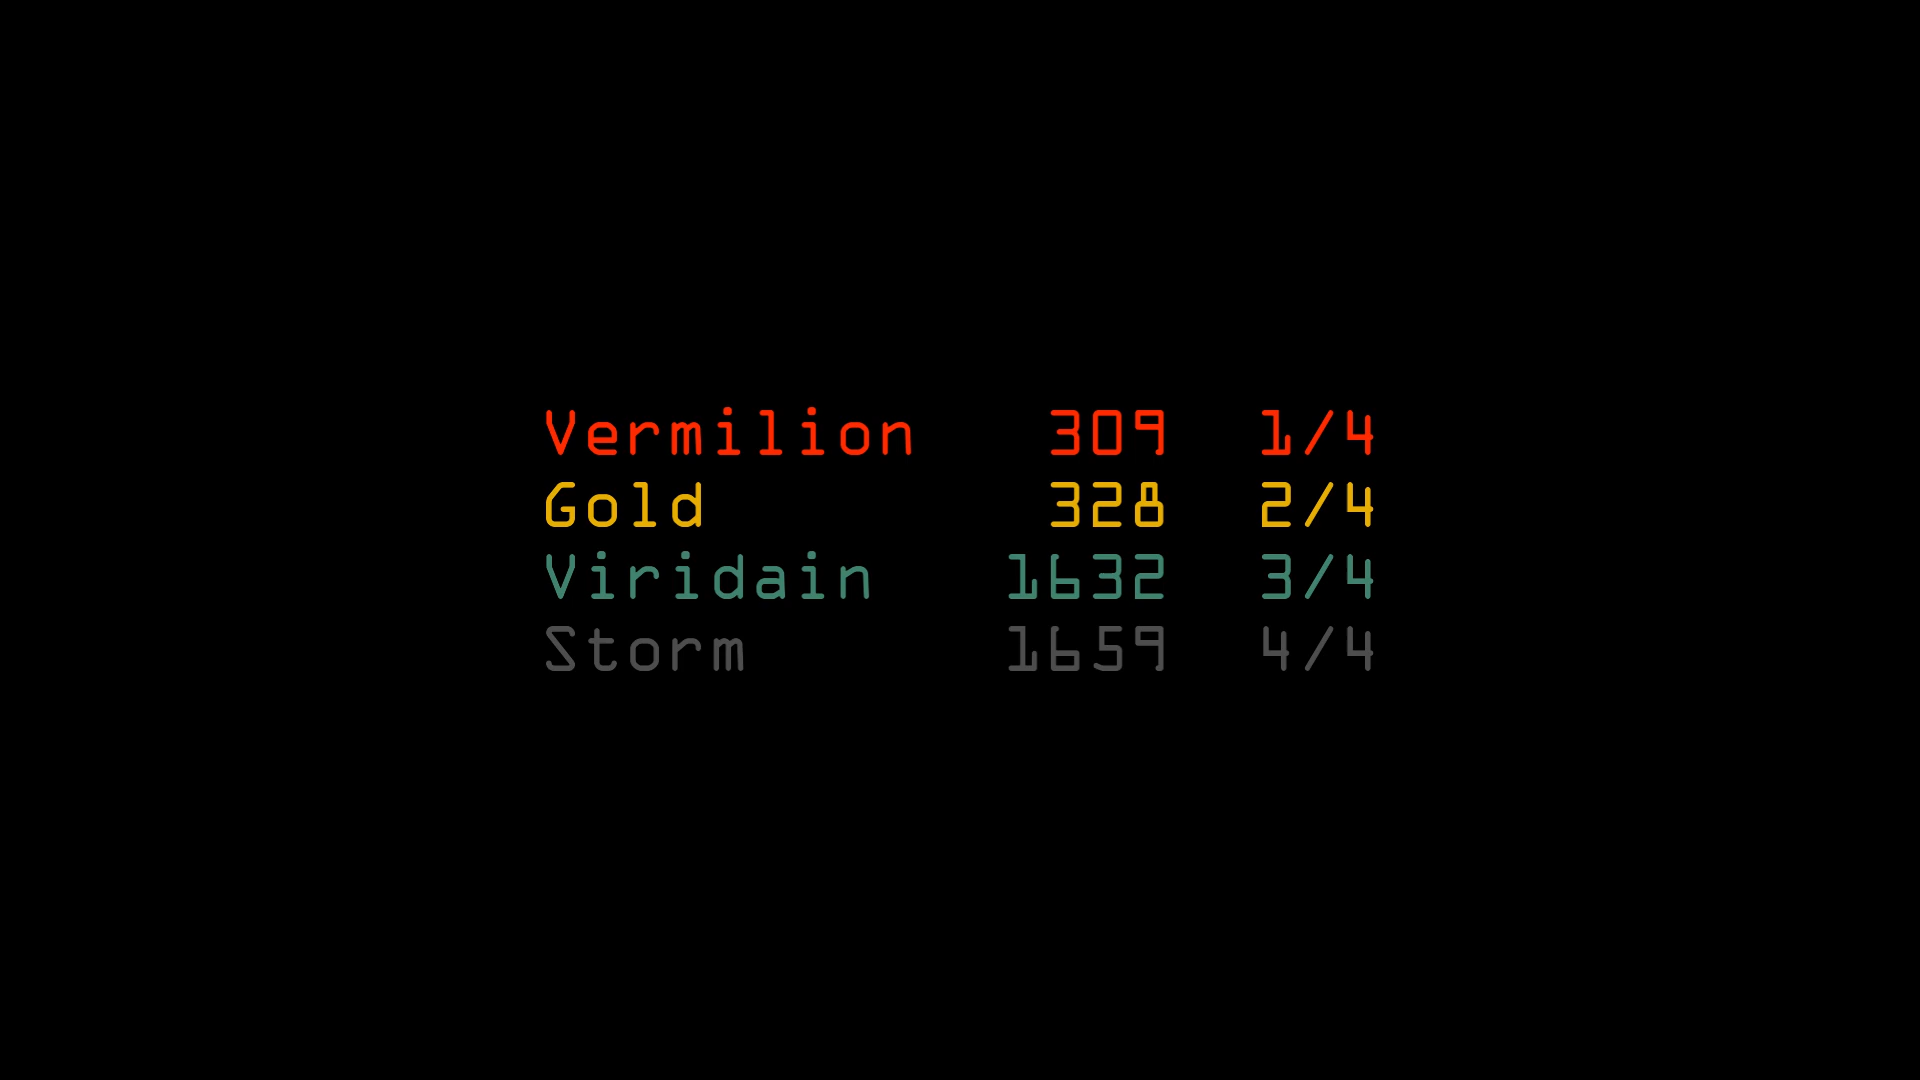 Vermilion 309 1/4
Gold 328 2/4
Viridain 1632 3/4
Storm 1659 4/4